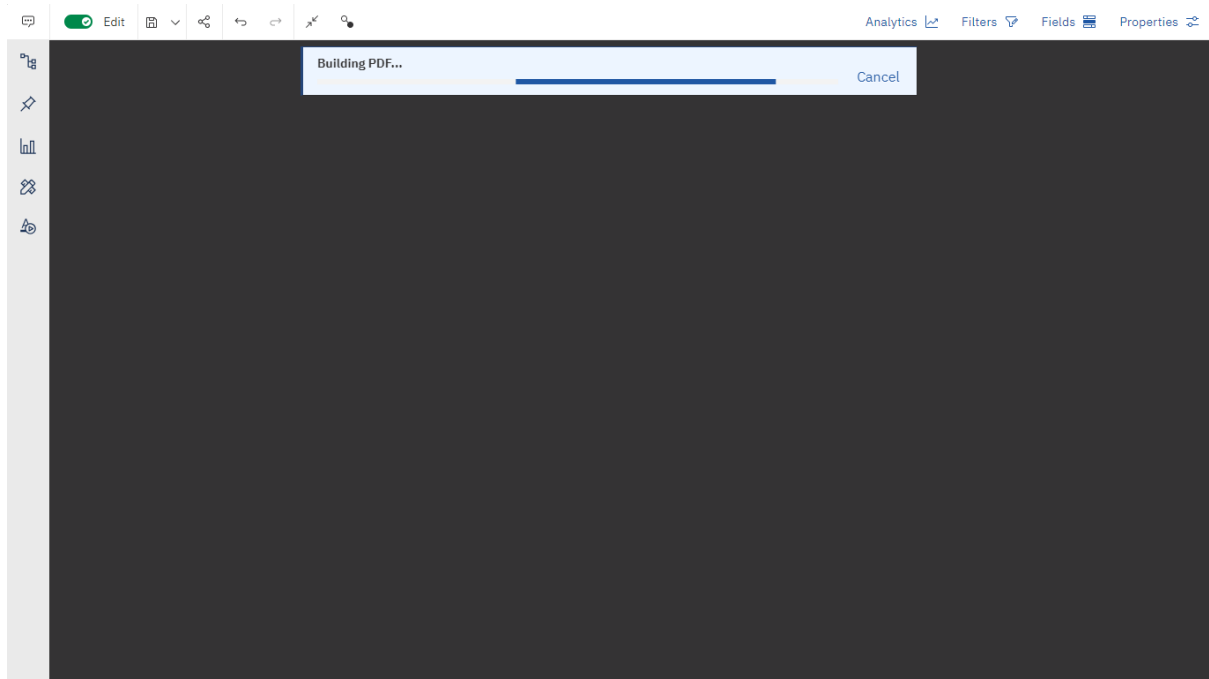 Edit
Analytics
Filters
Fields
Properties
Building PDF...
Cancel